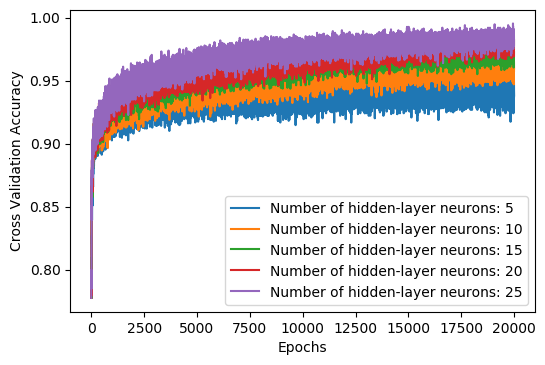 1.00
0.95
0.90
0.85
0.80
Cross Validation Accuracy
Number of hidden-layer neurons: 5
Number of hidden-layer neurons: 10
Number of hidden-layer neurons: 15
Number of hidden-layer neurons: 20
Number of hidden-layer neurons: 25
0 2500 5000 7500 10000 12500 15000 17500 20000
Epochs